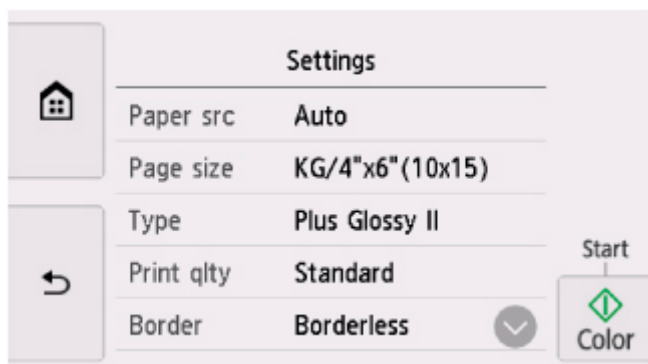 Settings
Paper src Auto
Page size KG/4"x6"(10x15)
Type Plus Glossy II
Print qlty Standard
Border Borderless
Start
Color